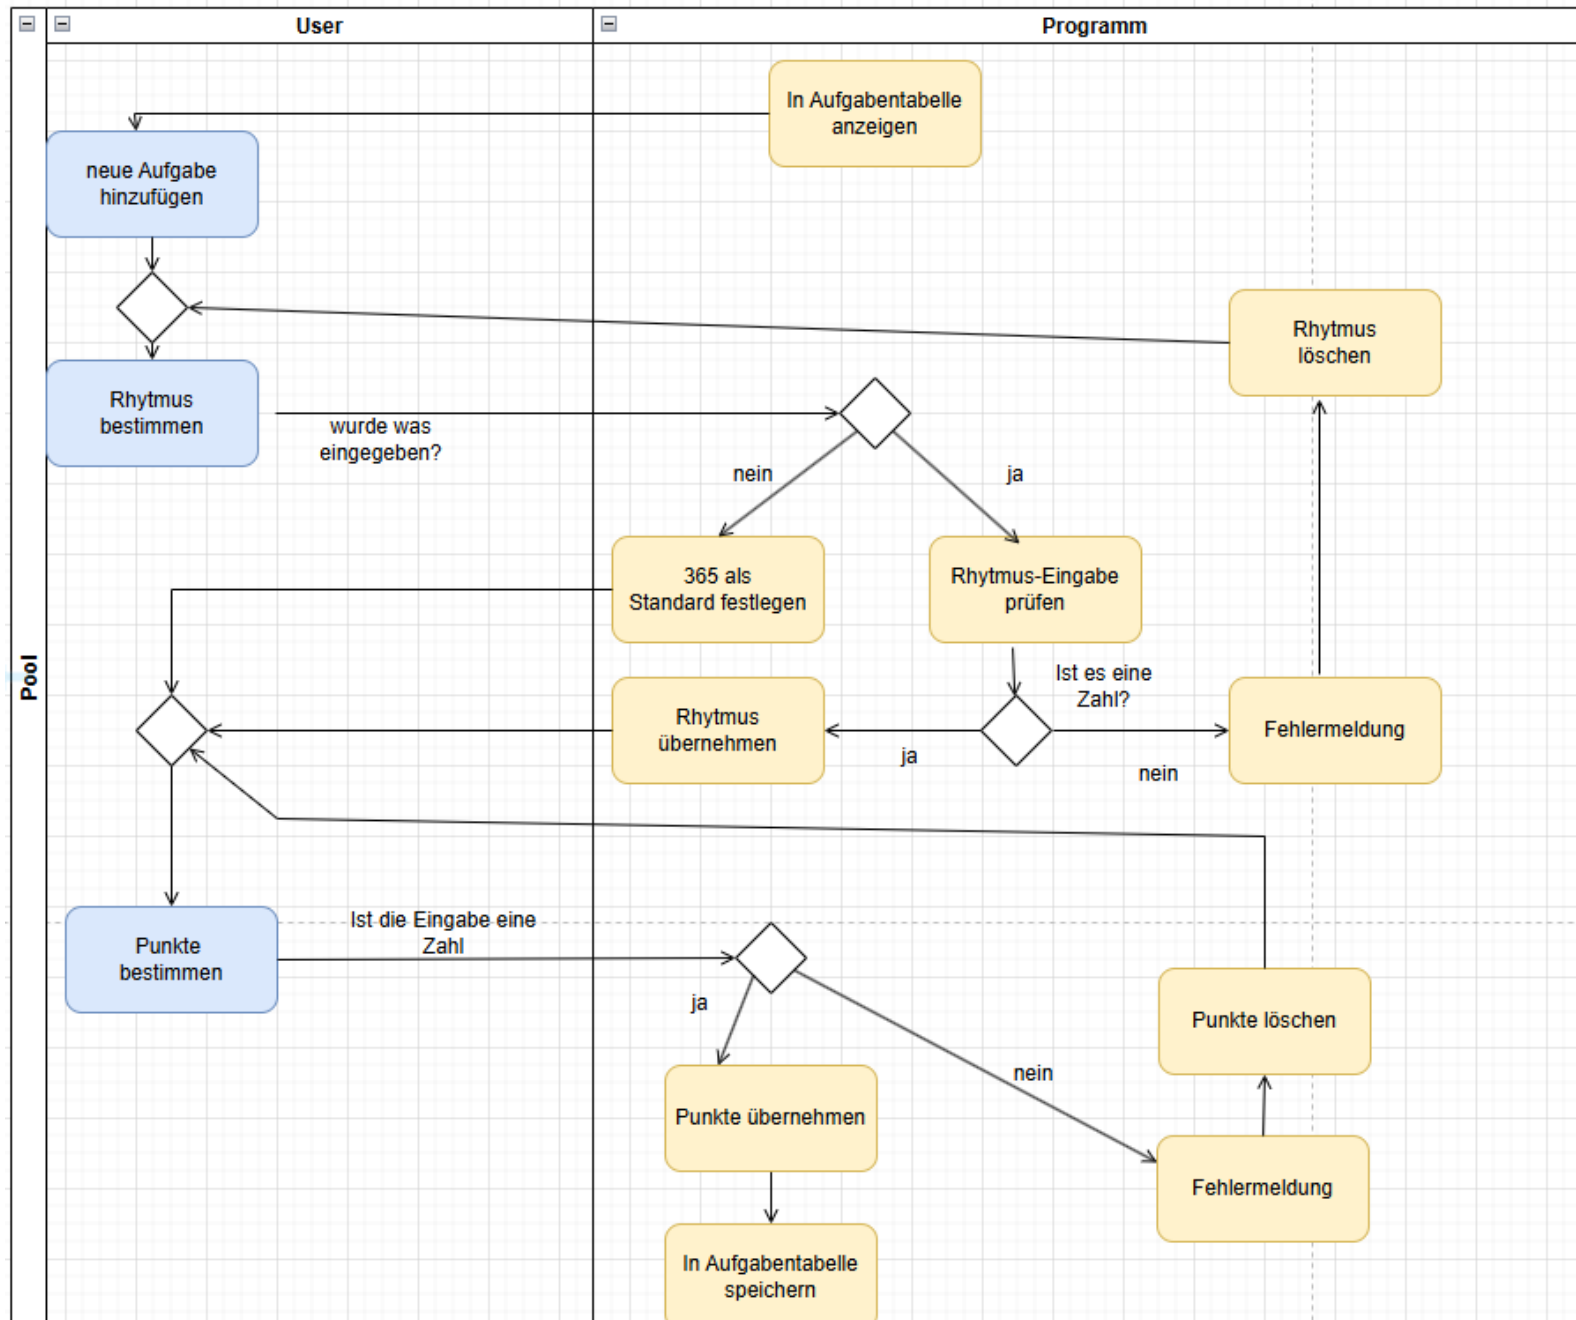 User
Programm
In Aufgabentabelle
anzeigen
neue Aufgabe
hinzufügen
Rhytmus
löschen
Rhytmus
bestimmen
wurde was
eingegeben?
nein
ja
365 als
Standard festlegen
Rhytmus-Eingabe
prüfen
Pool
Ist es eine
Zahl?
Rhytmus
übernehmen
ja
nein
Fehlermeldung
Ist die Eingabe eine
Zahl
Punkte
bestimmen
ja
nein
Punkte löschen
Punkte übernehmen
Fehlermeldung
In Aufgabentabelle
speichern